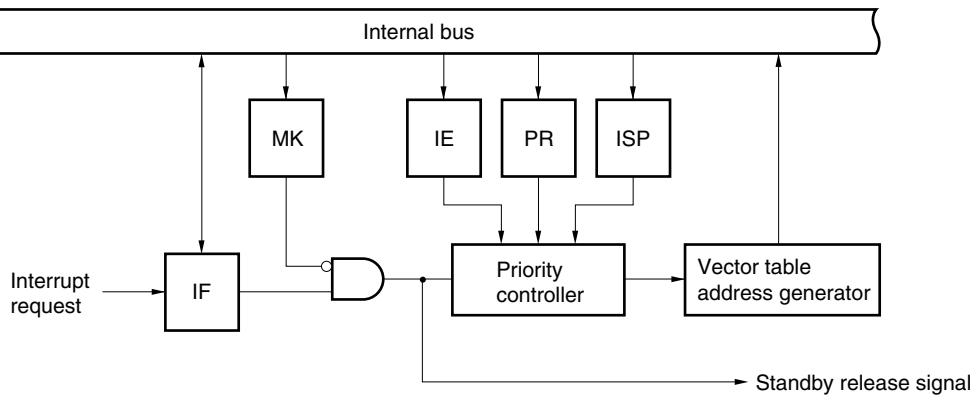 Internal bus
MK
IE
PR
ISP
Interrupt
request
IF
Priority
controller
Vector table
address generator
Standby release signal